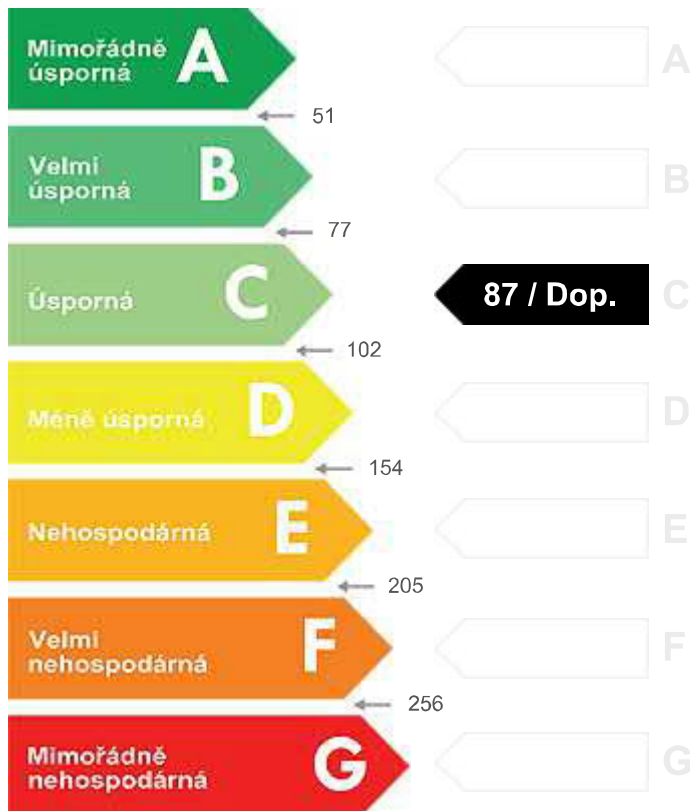 Mimořádně
úsporná
A
A
51
Velmi
úsporná
B
B
77
Úsporná
C
87 / Dop.
C
102
Méně úsporná
D
D
154
Nehospodárná
E
E
205
Velmi
nehospodárná
F
F
256
Mimořádně
nehospodárná
G
G